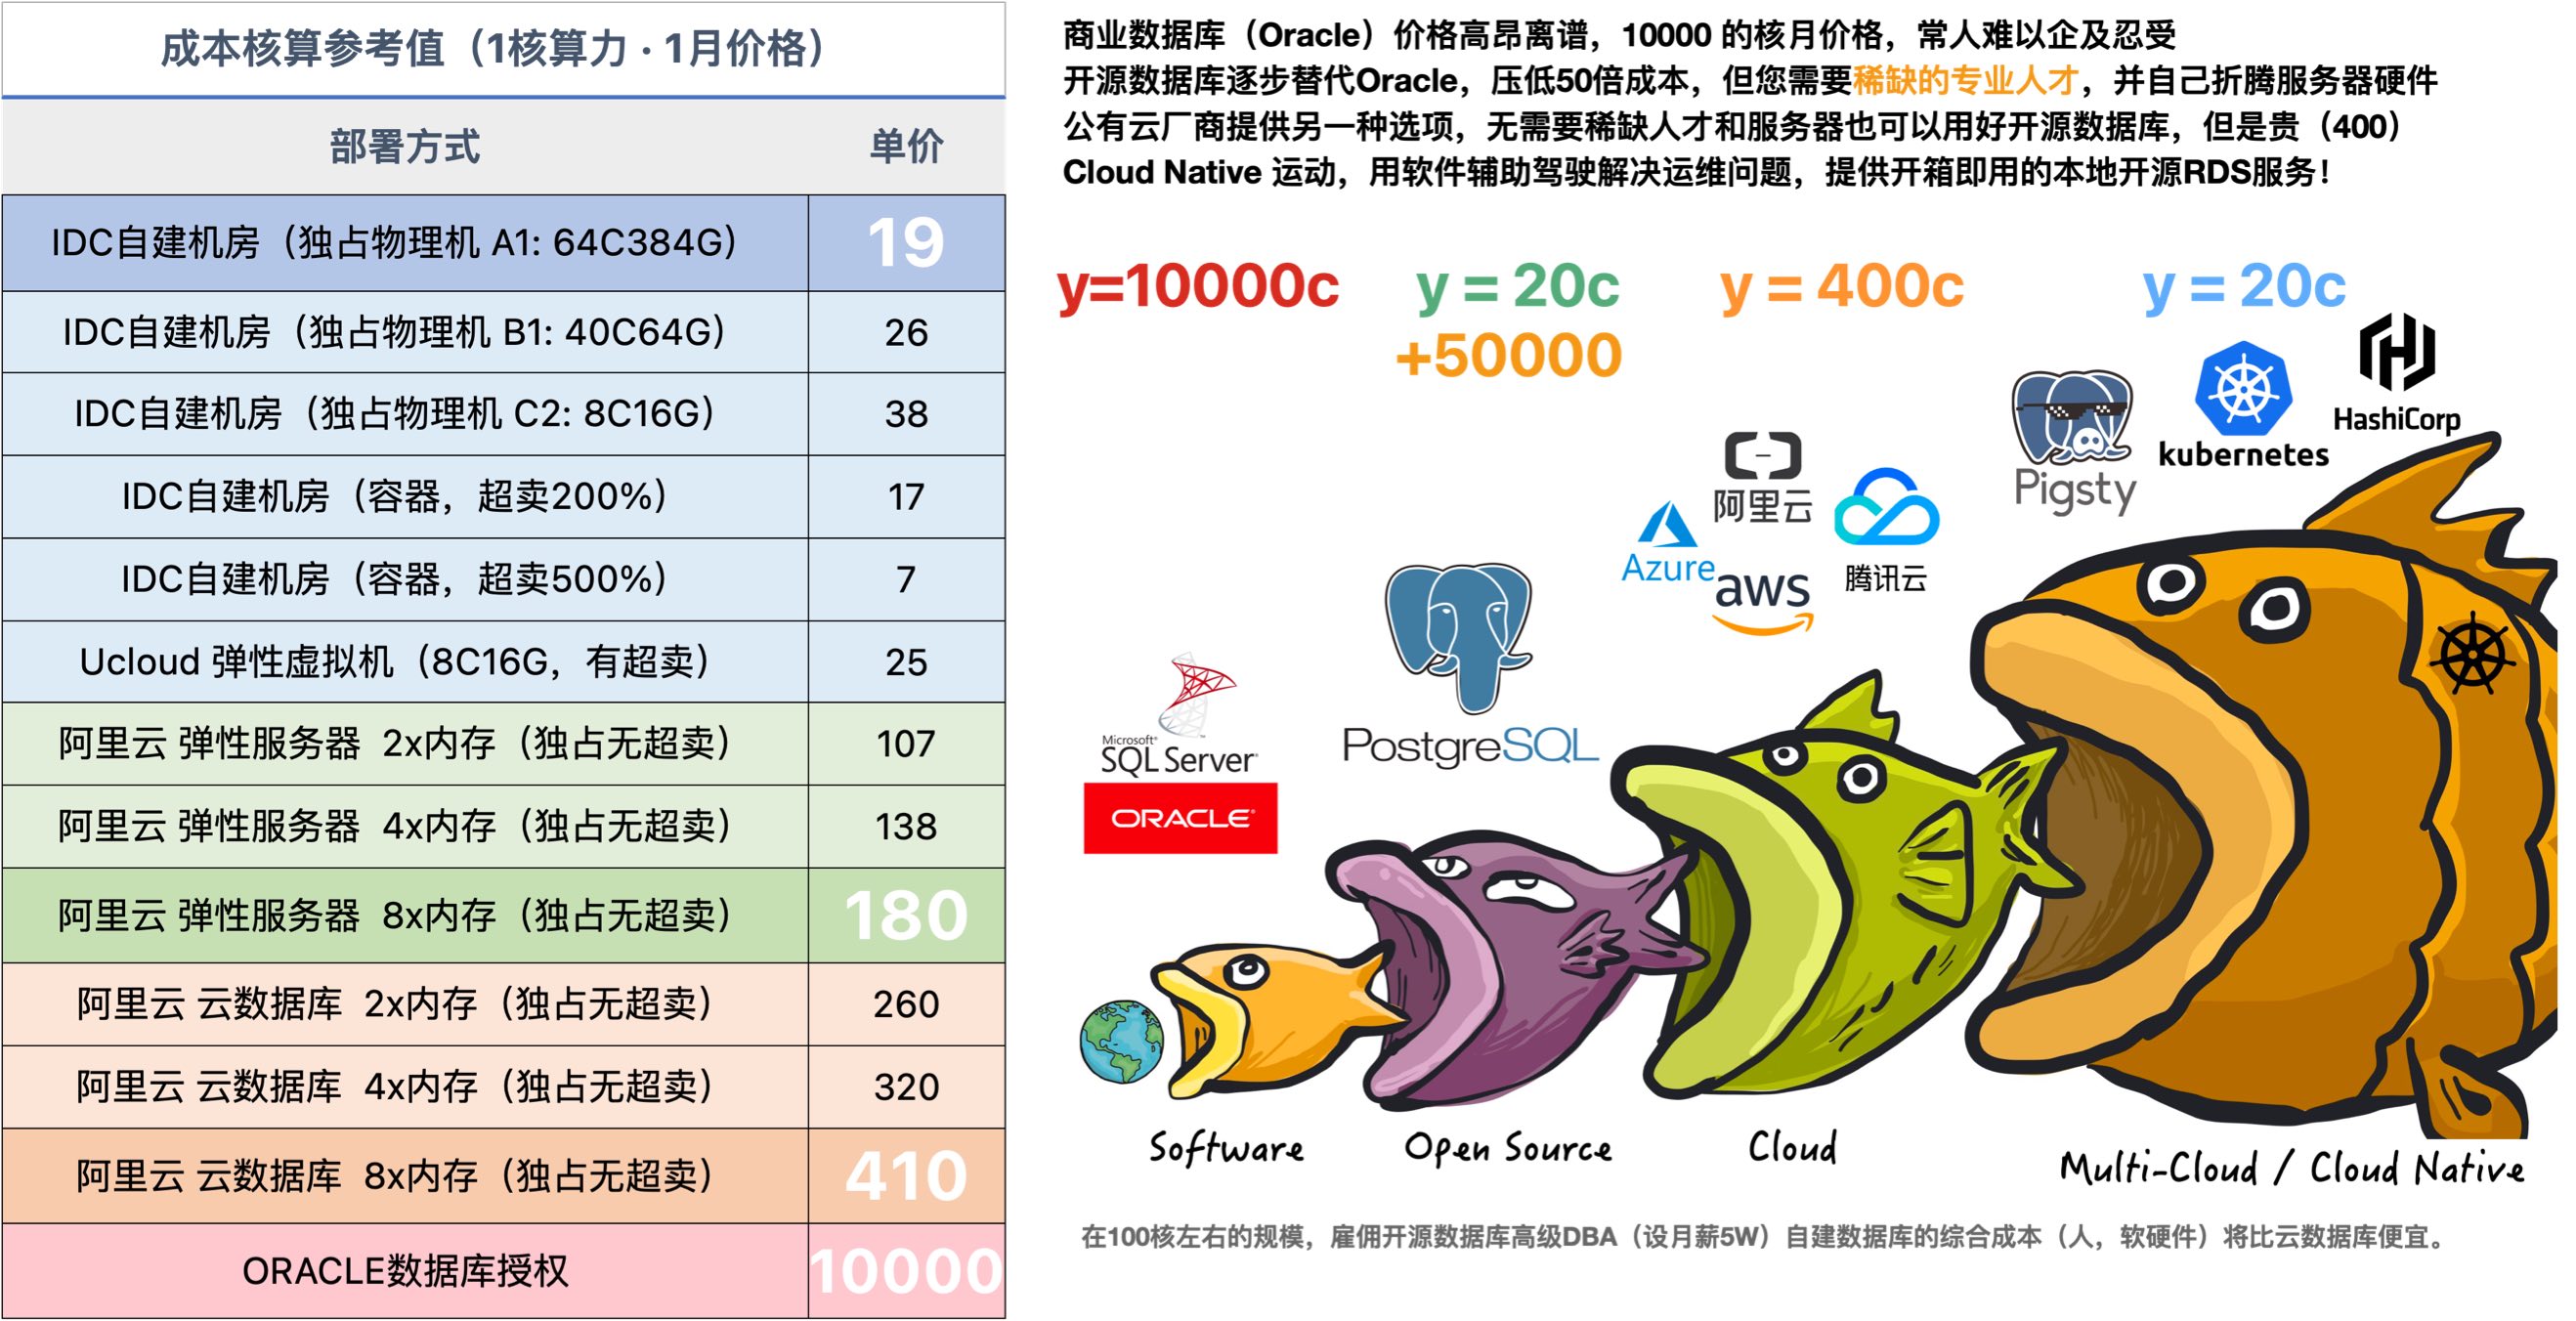 成本核算参考值（1核算力 · 1月价格）
部署方式 单价
IDC自建机房（独占物理机 A1: 64C384G） 19
IDC自建机房（独占物理机 B1: 40C64G） 26
IDC自建机房（独占物理机 C2: 8C16G） 38
IDC自建机房（容器，超卖200%） 17
IDC自建机房（容器，超卖500%） 7
Ucloud 弹性虚拟机（8C16G，有超卖） 25
阿里云 弹性服务器 2x内存（独占无超卖） 107
阿里云 弹性服务器 4x内存（独占无超卖） 138
阿里云 弹性服务器 8x内存（独占无超卖） 180
阿里云 云数据库 2x内存（独占无超卖） 260
阿里云 云数据库 4x内存（独占无超卖） 320
阿里云 云数据库 8x内存（独占无超卖） 410
ORACLE数据库授权 10000
商业数据库（Oracle）价格高昂离谱，10000 的核月价格，常人难以企及忍受
开源数据库逐步替代Oracle，压低50倍成本，但您需要稀缺的专业人才，并自己折腾服务器硬件
公有云厂商提供另一种选项，无需要稀缺人才和服务器也可以用好开源数据库，但是贵（400）
Cloud Native 运动，用软件辅助驾驶解决运维问题，提供开箱即用的本地开源RDS服务！
y=10000c
y = 20c
+50000
y = 400c
y = 20c
Microsoft
SQL Server
ORACLE
PostgreSQL
Azure
阿里云
aws
腾讯云
Pigsty
kubernetes
HashiCorp
Software
Open Source
Cloud
Multi-Cloud / Cloud Native
在100核左右的规模，雇佣开源数据库高级DBA（设月薪5W）自建数据库的综合成本（人，软硬件）将比云数据库便宜。